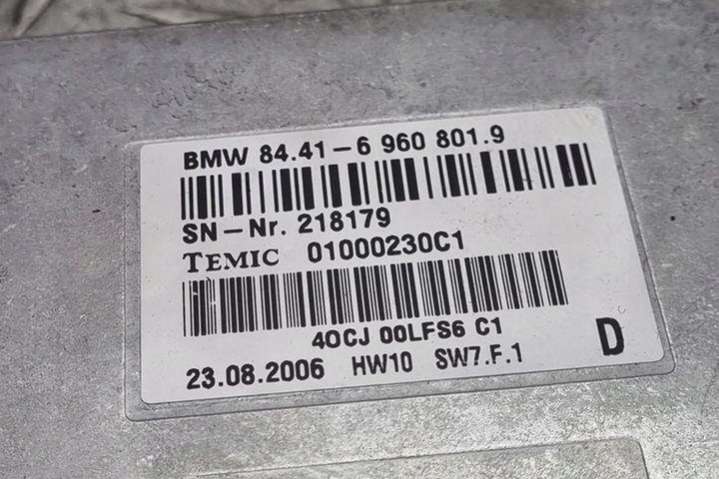 BMW 84.41-6 960 801.9
SN-Nr. 218179
TEMIC 01000230C1
40CJ 00LFS6 C1
23.08.2006 HW10 SW7.F.1 D